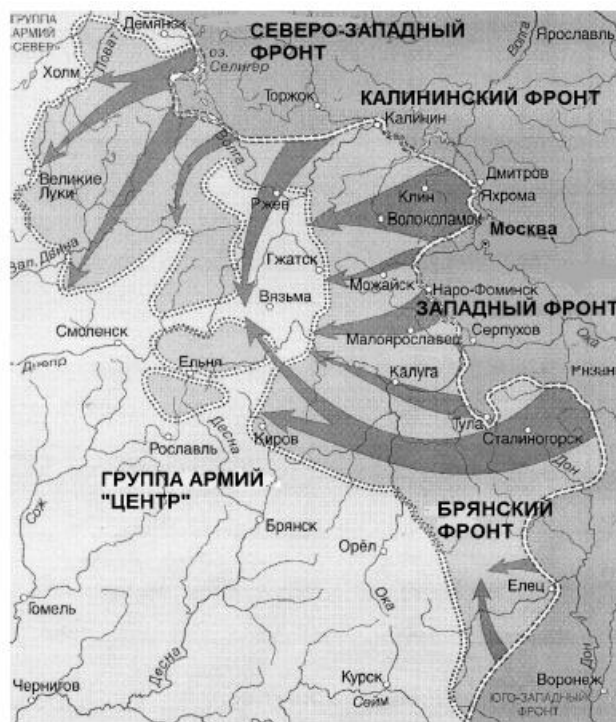 ГРУППА
АРМИЙ
«СЕВЕР»
Демянск
СЕВЕРО-ЗАПАДНЫЙ
ФРОНТ
Волга
Ярославль
Ловать
Холм
оз.
Селигер
Торжок
КАЛИНИНСКИЙ ФРОНТ
Калинин
Волга
Великие
Луки
Ржев
Клин
Дмитров
Яхрома
Волоколамск
Москва
Зап. Двина
Гжатск
Можайск
Наро-Фоминск
Вязьма
ЗАПАДНЫЙ ФРОНТ
Смоленск
Малоярославец
Серпухов
Ока
Днепр
Ельня
Калуга
Рязань
Десна
Тула
Киров
Сталиногорск
Рославль
Дон
ГРУППА АРМИЙ
"ЦЕНТР"
БРЯНСКИЙ
ФРОНТ
Сож
Брянск
Орёл
Елец
Ока
Гомель
Десна
Дон
Курск
Воронеж
Чернигов
Сейм
ЮГО-ЗАПАДНЫЙ
ФРОНТ